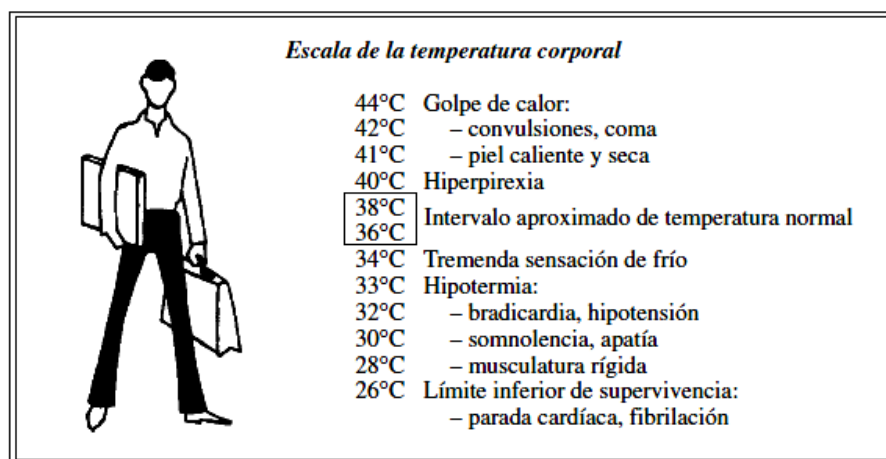 Escala de la temperatura corporal
44°C Golpe de calor:
42°C – convulsiones, coma
41°C – piel caliente y seca
40°C Hiperpirexia
38°C
Intervalo aproximado de temperatura normal
36°C
34°C Tremenda sensación de frío
33°C Hipotermia:
32°C – bradicardia, hipotensión
30°C – somnolencia, apatía
28°C – musculatura rígida
26°C Límite inferior de supervivencia:
– parada cardíaca, fibrilación